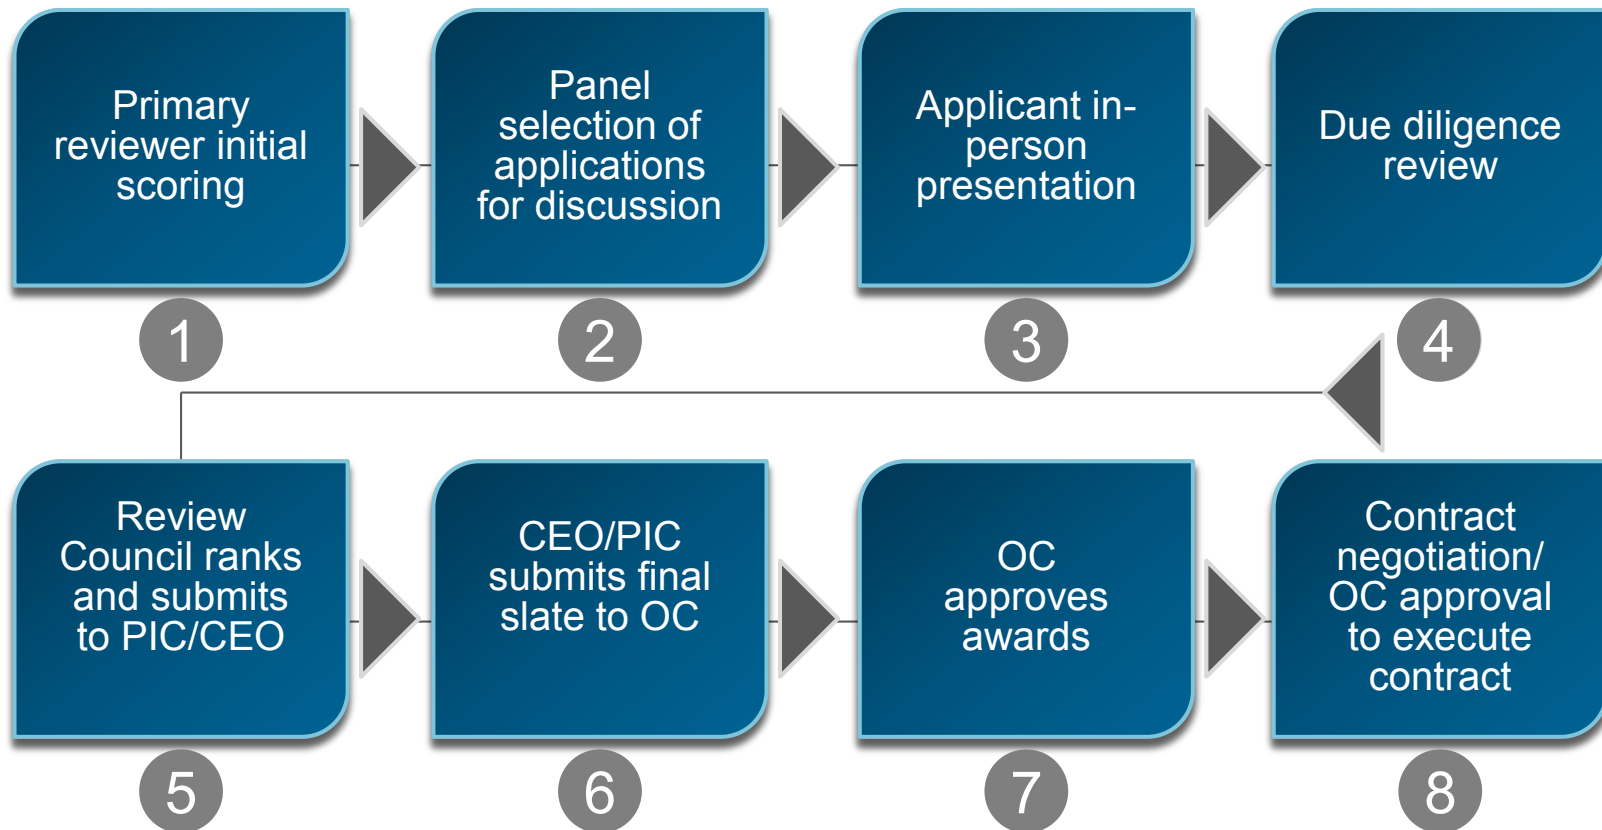 Primary
reviewer initial
scoring
Panel
selection of
applications
for discussion
Applicant in-
person
presentation
Due diligence
review
1
2
3
4
Review
Council ranks
and submits
to PIC/CEO
CEO/PIC
submits final
slate to OC
OC
approves
awards
Contract
negotiation/
OC approval
to execute
contract
5
6
7
8